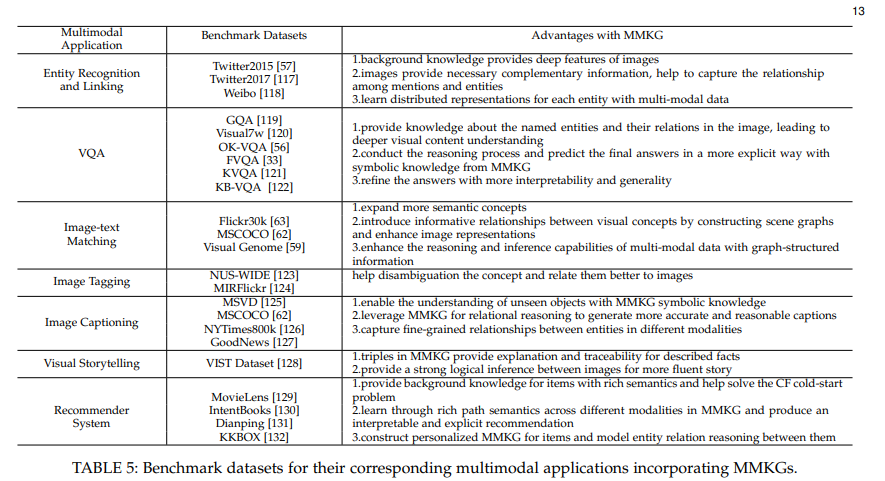 13
Multimodal
Application
Benchmark Datasets
Advantages with MMKG
Entity Recognition
and Linking
Twitter2015 [57]
Twitter2017 [117]
Weibo [118]
1.background knowledge provides deep features of images
2.images provide necessary complementary information, help to capture the relationship
among mentions and entities
3.learn distributed representations for each entity with multi-modal data
VQA
GQA [119]
Visual7w [120]
OK-VQA [56]
FVQA [33]
KVQA [121]
KB-VQA [122]
1.provide knowledge about the named entities and their relations in the image, leading to
deeper visual content understanding
2.conduct the reasoning process and predict the final answers in a more explicit way with
symbolic knowledge from MMKG
3.refine the answers with more interpretability and generality
Image-text
Matching
Flickr30k [63]
MSCOCO [62]
Visual Genome [59]
1.expand more semantic concepts
2.introduce informative relationships between visual concepts by constructing scene graphs
and enhance image representations
3.enhance the reasoning and inference capabilities of multi-modal data with graph-structured
information
Image Tagging
NUS-WIDE [123]
MIRFlickr [124]
help disambiguation the concept and relate them better to images
Image Captioning
MSVD [125]
MSCOCO [62]
NYTimes800k [126]
GoodNews [127]
1.enable the understanding of unseen objects with MMKG symbolic knowledge
2.leverage MMKG for relational reasoning to generate more accurate and reasonable captions
3.capture fine-grained relationships between entities in different modalities
Visual Storytelling
VIST Dataset [128]
1.triples in MMKG provide explanation and traceability for described facts
2.provide a strong logical inference between images for more fluent story
Recommender
System
MovieLens [129]
IntentBooks [130]
Dianping [131]
KKBOX [132]
1.provide background knowledge for items with rich semantics and help solve the CF cold-start
problem
2.learn through rich path semantics across different modalities in MMKG and produce an
interpretable and explicit recommendation
3.construct personalized MMKG for items and model entity relation reasoning between them
TABLE 5: Benchmark datasets for their corresponding multimodal applications incorporating MMKGs.